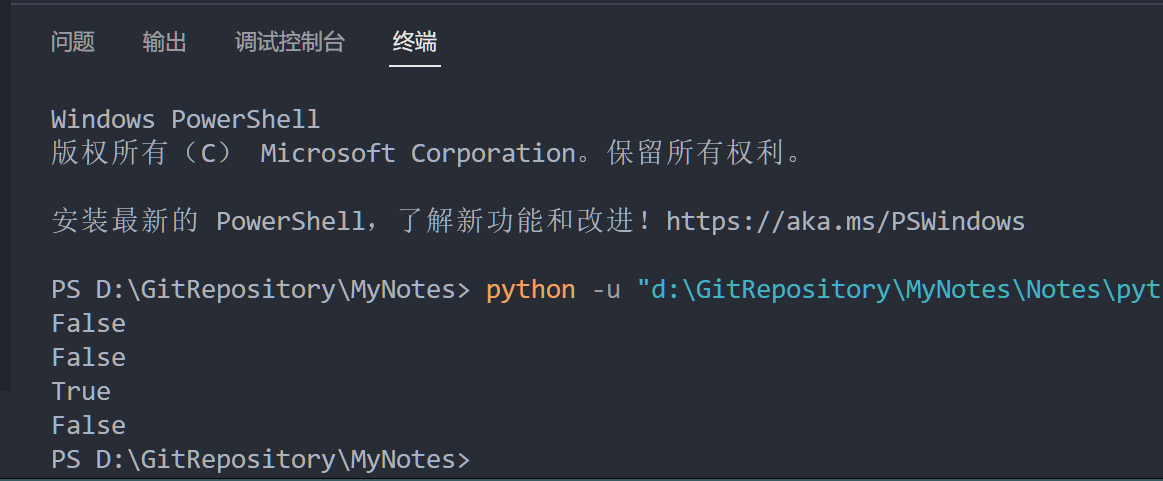 问题 输出 调试控制台 终端
Windows PowerShell
版权所有（C） Microsoft Corporation。保留所有权利。
安装最新的 PowerShell，了解新功能和改进！https://aka.ms/PSWindows
PS D:\GitRepository\MyNotes> python -u "d:\GitRepository\MyNotes\Notes\pyt
False
False
True
False
PS D:\GitRepository\MyNotes>